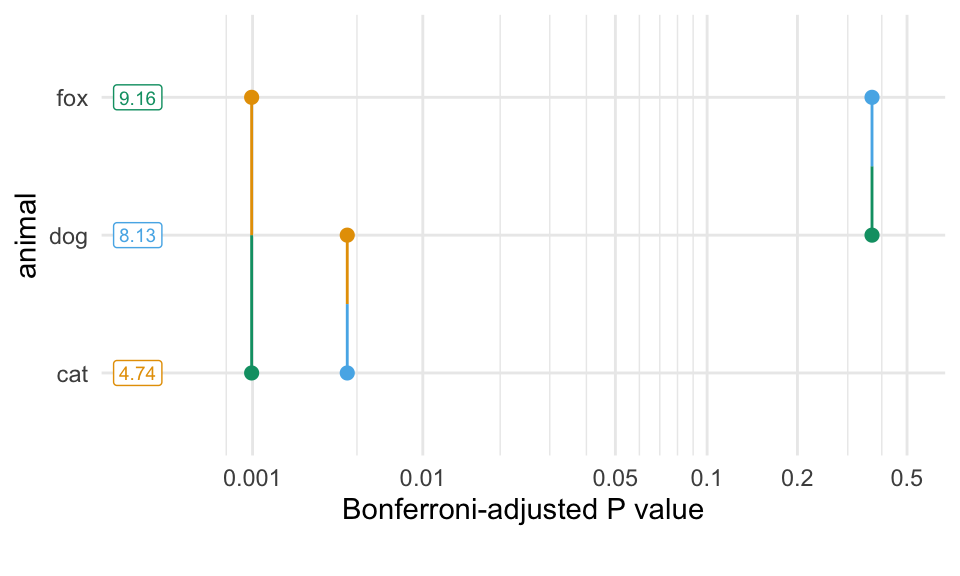 fox 9.16
animal
dog 8.13
cat 4.74
0.001 0.01 0.05 0.1 0.2 0.5
Bonferroni-adjusted P value